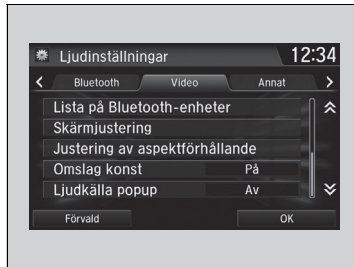 Ljudinställningar 12:34
Bluetooth Video Annat
Lista på Bluetooth-enheter
Skärmjustering
Justering av aspektförhållande
Omslag konst På
Ljudkälla popup Av
Förvald OK